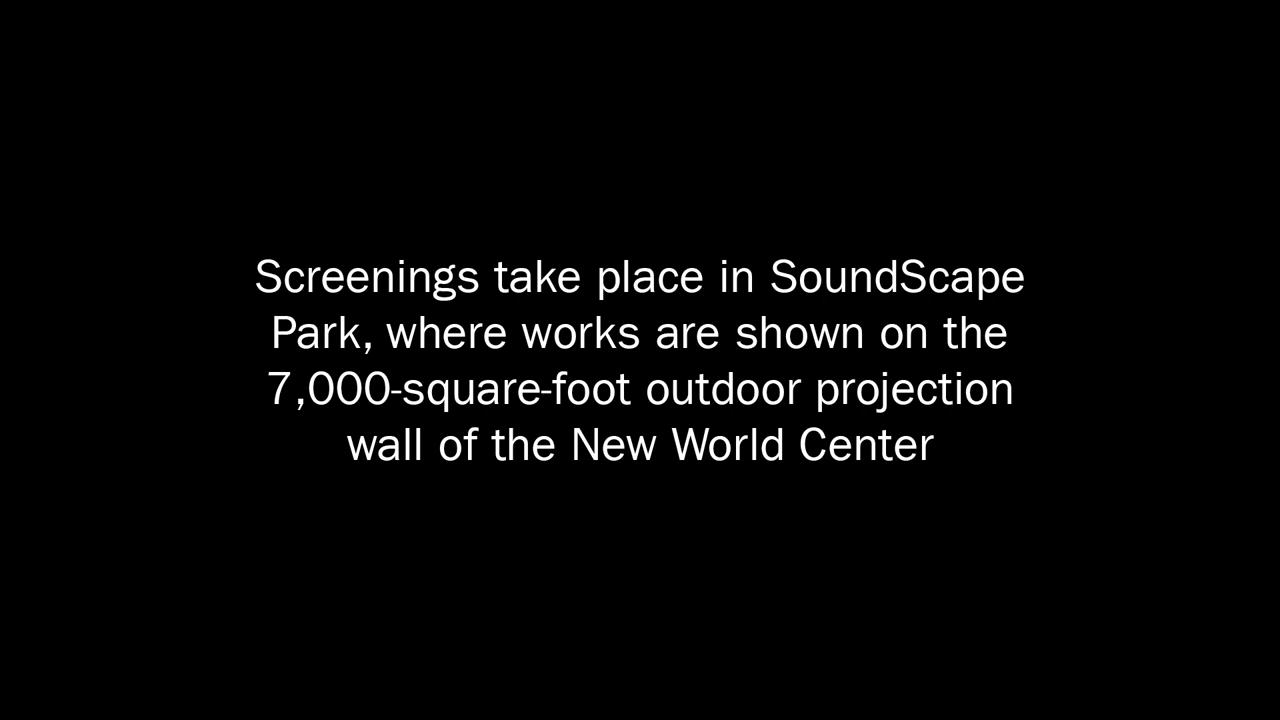 Screenings take place in SoundScape
Park, where works are shown on the
7,000-square-foot outdoor projection
wall of the New World Center